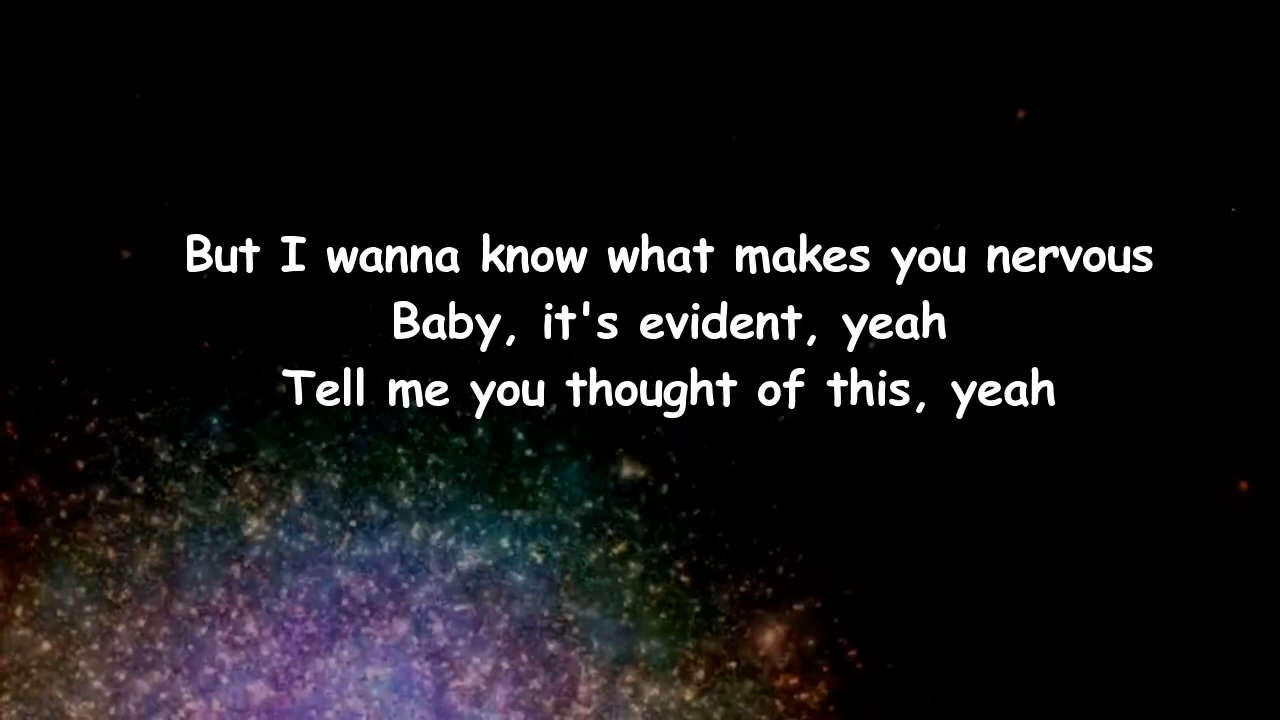 But I wanna know what makes you nervous
Baby, it's evident, yeah
Tell me you thought of this, yeah